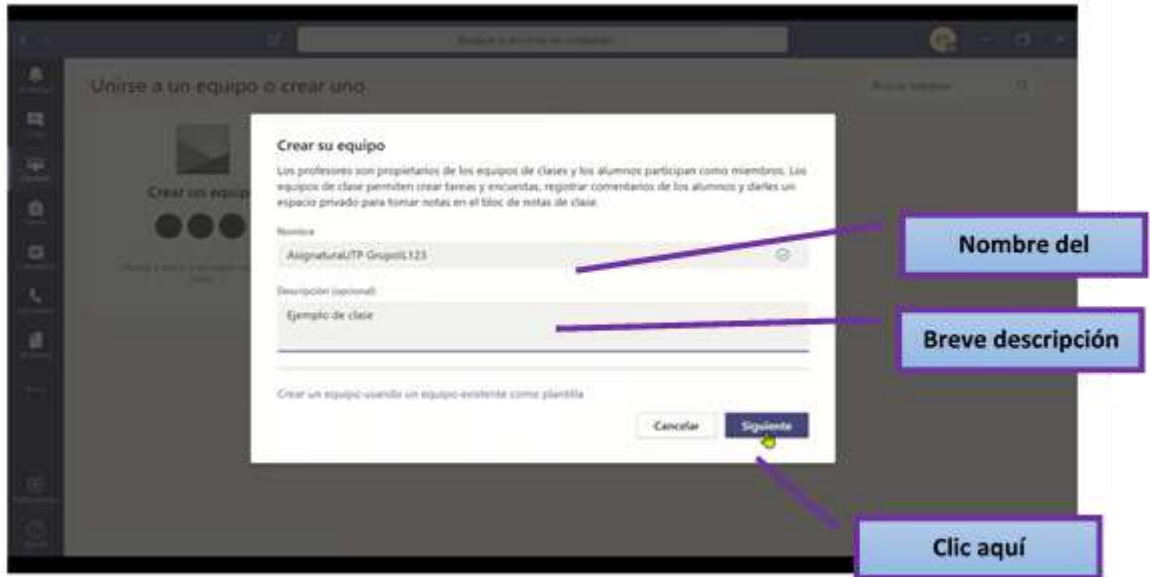 Unirse a un equipo o crear uno
Crear un equip
Crear su equipo
Los profesores son propietarios de los equipos de clases y los alumnos participan como miembros. Los
equipos de clase permiten crear tareas y encuestas, registrar comentarios de los alumnos y darles un
espacio privado para tomar notas en el bloc de notas de clase.
Nombre
AsignaturaUTP GrupoIL123
Descripción (opcional)
Ejemplo de clase
Crear un equipo usando un equipo existente como plantilla
Cancelar
Siguiente
Nombre del
Breve descripción
Clic aquí